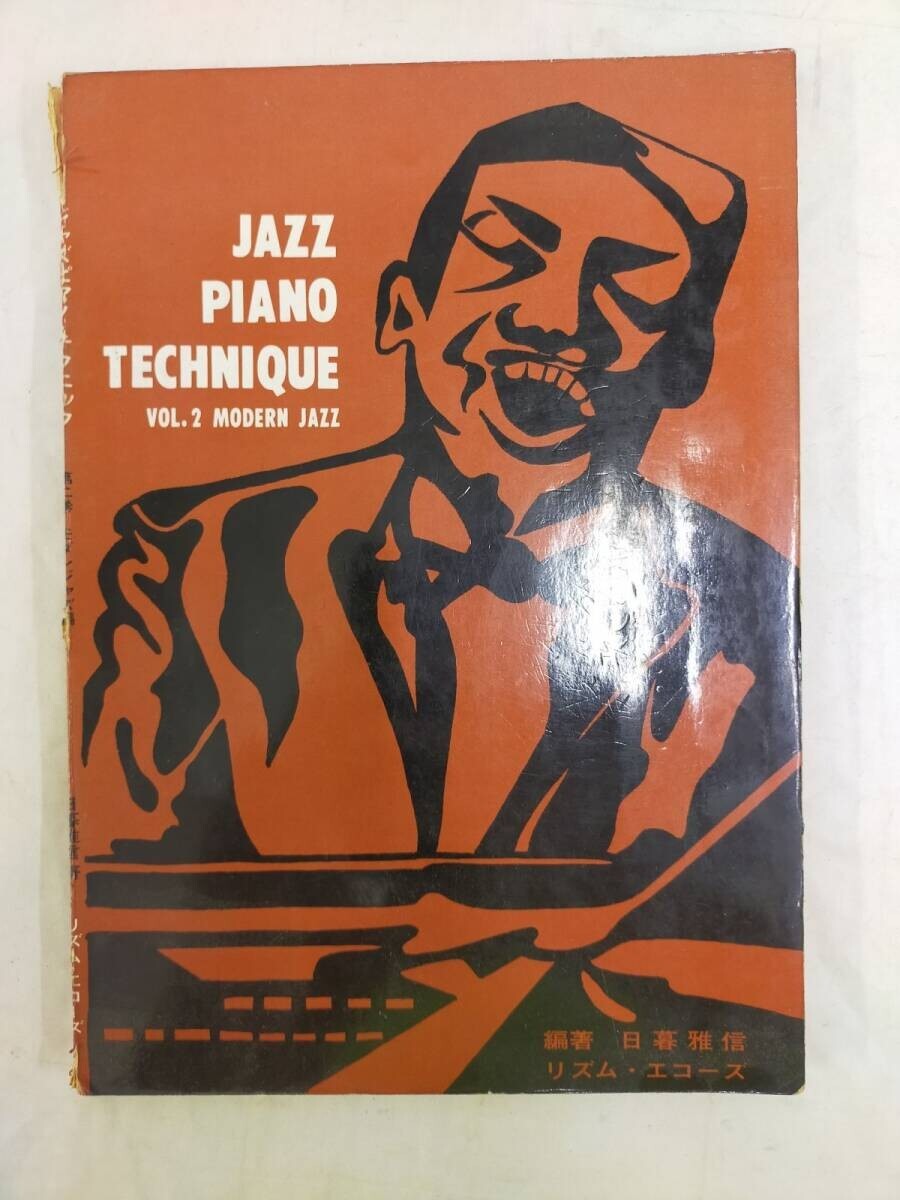 JAZZ
PIANO
TECHNIQUE
VOL. 2 MODERN JAZZ
編著 日暮雅信
リズム・エコーズ